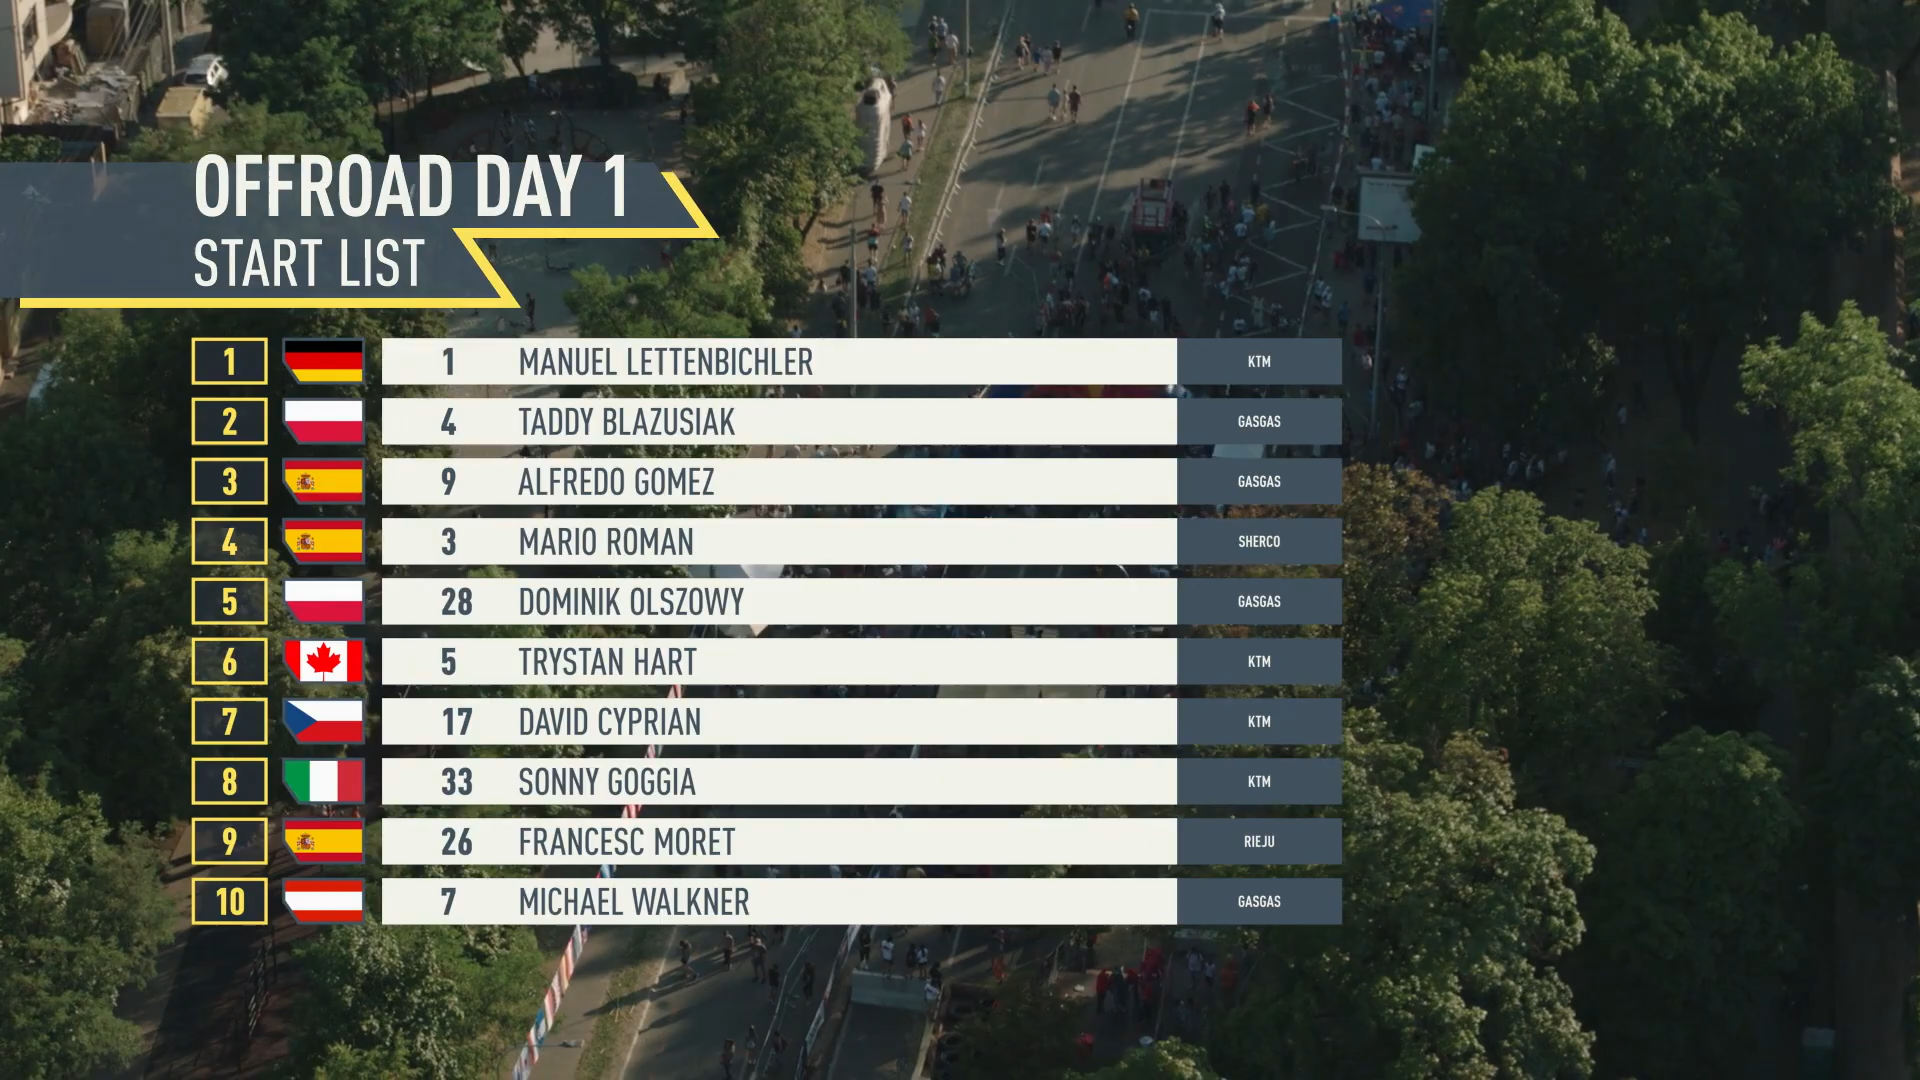 OFFROAD DAY 1
START LIST
1 1 MANUEL LETTENBICHLER KTM
2 4 TADDY BLAZUSIAK GASGAS
3 9 ALFREDO GOMEZ GASGAS
4 3 MARIO ROMAN SHERCO
5 28 DOMINIK OLSZOWY GASGAS
6 5 TRYSTAN HART KTM
7 17 DAVID CYPRIAN KTM
8 33 SONNY GOGGIA KTM
9 26 FRANCESC MORET RIEJU
10 7 MICHAEL WALKNER GASGAS